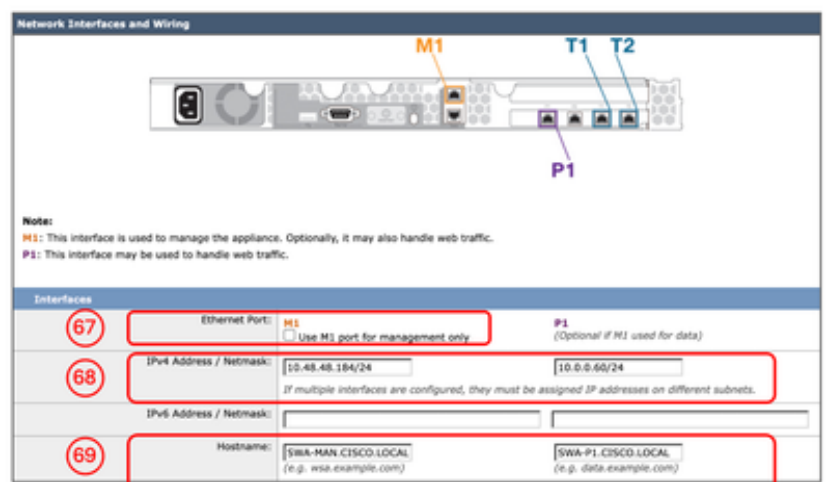 Network Interfaces and Wiring
M1 T1 T2
P1
Note:
M1: This interface is used to manage the appliance. Optionally, it may also handle web traffic.
P1: This interface may be used to handle web traffic.
Interfaces
67 Ethernet Port: M1 P1
Use M1 port for management only (Optional if M1 used for data)
68 IPv4 Address / Netmask: 10.48.48.184/24 10.0.0.60/24
If multiple interfaces are configured, they must be assigned IP addresses on different subnets.
IPv6 Address / Netmask:
69 Hostname: SWA-MAN.CISCO.LOCAL SWA-P1.CISCO.LOCAL
(e.g. wsa.example.com) (e.g. data.example.com)